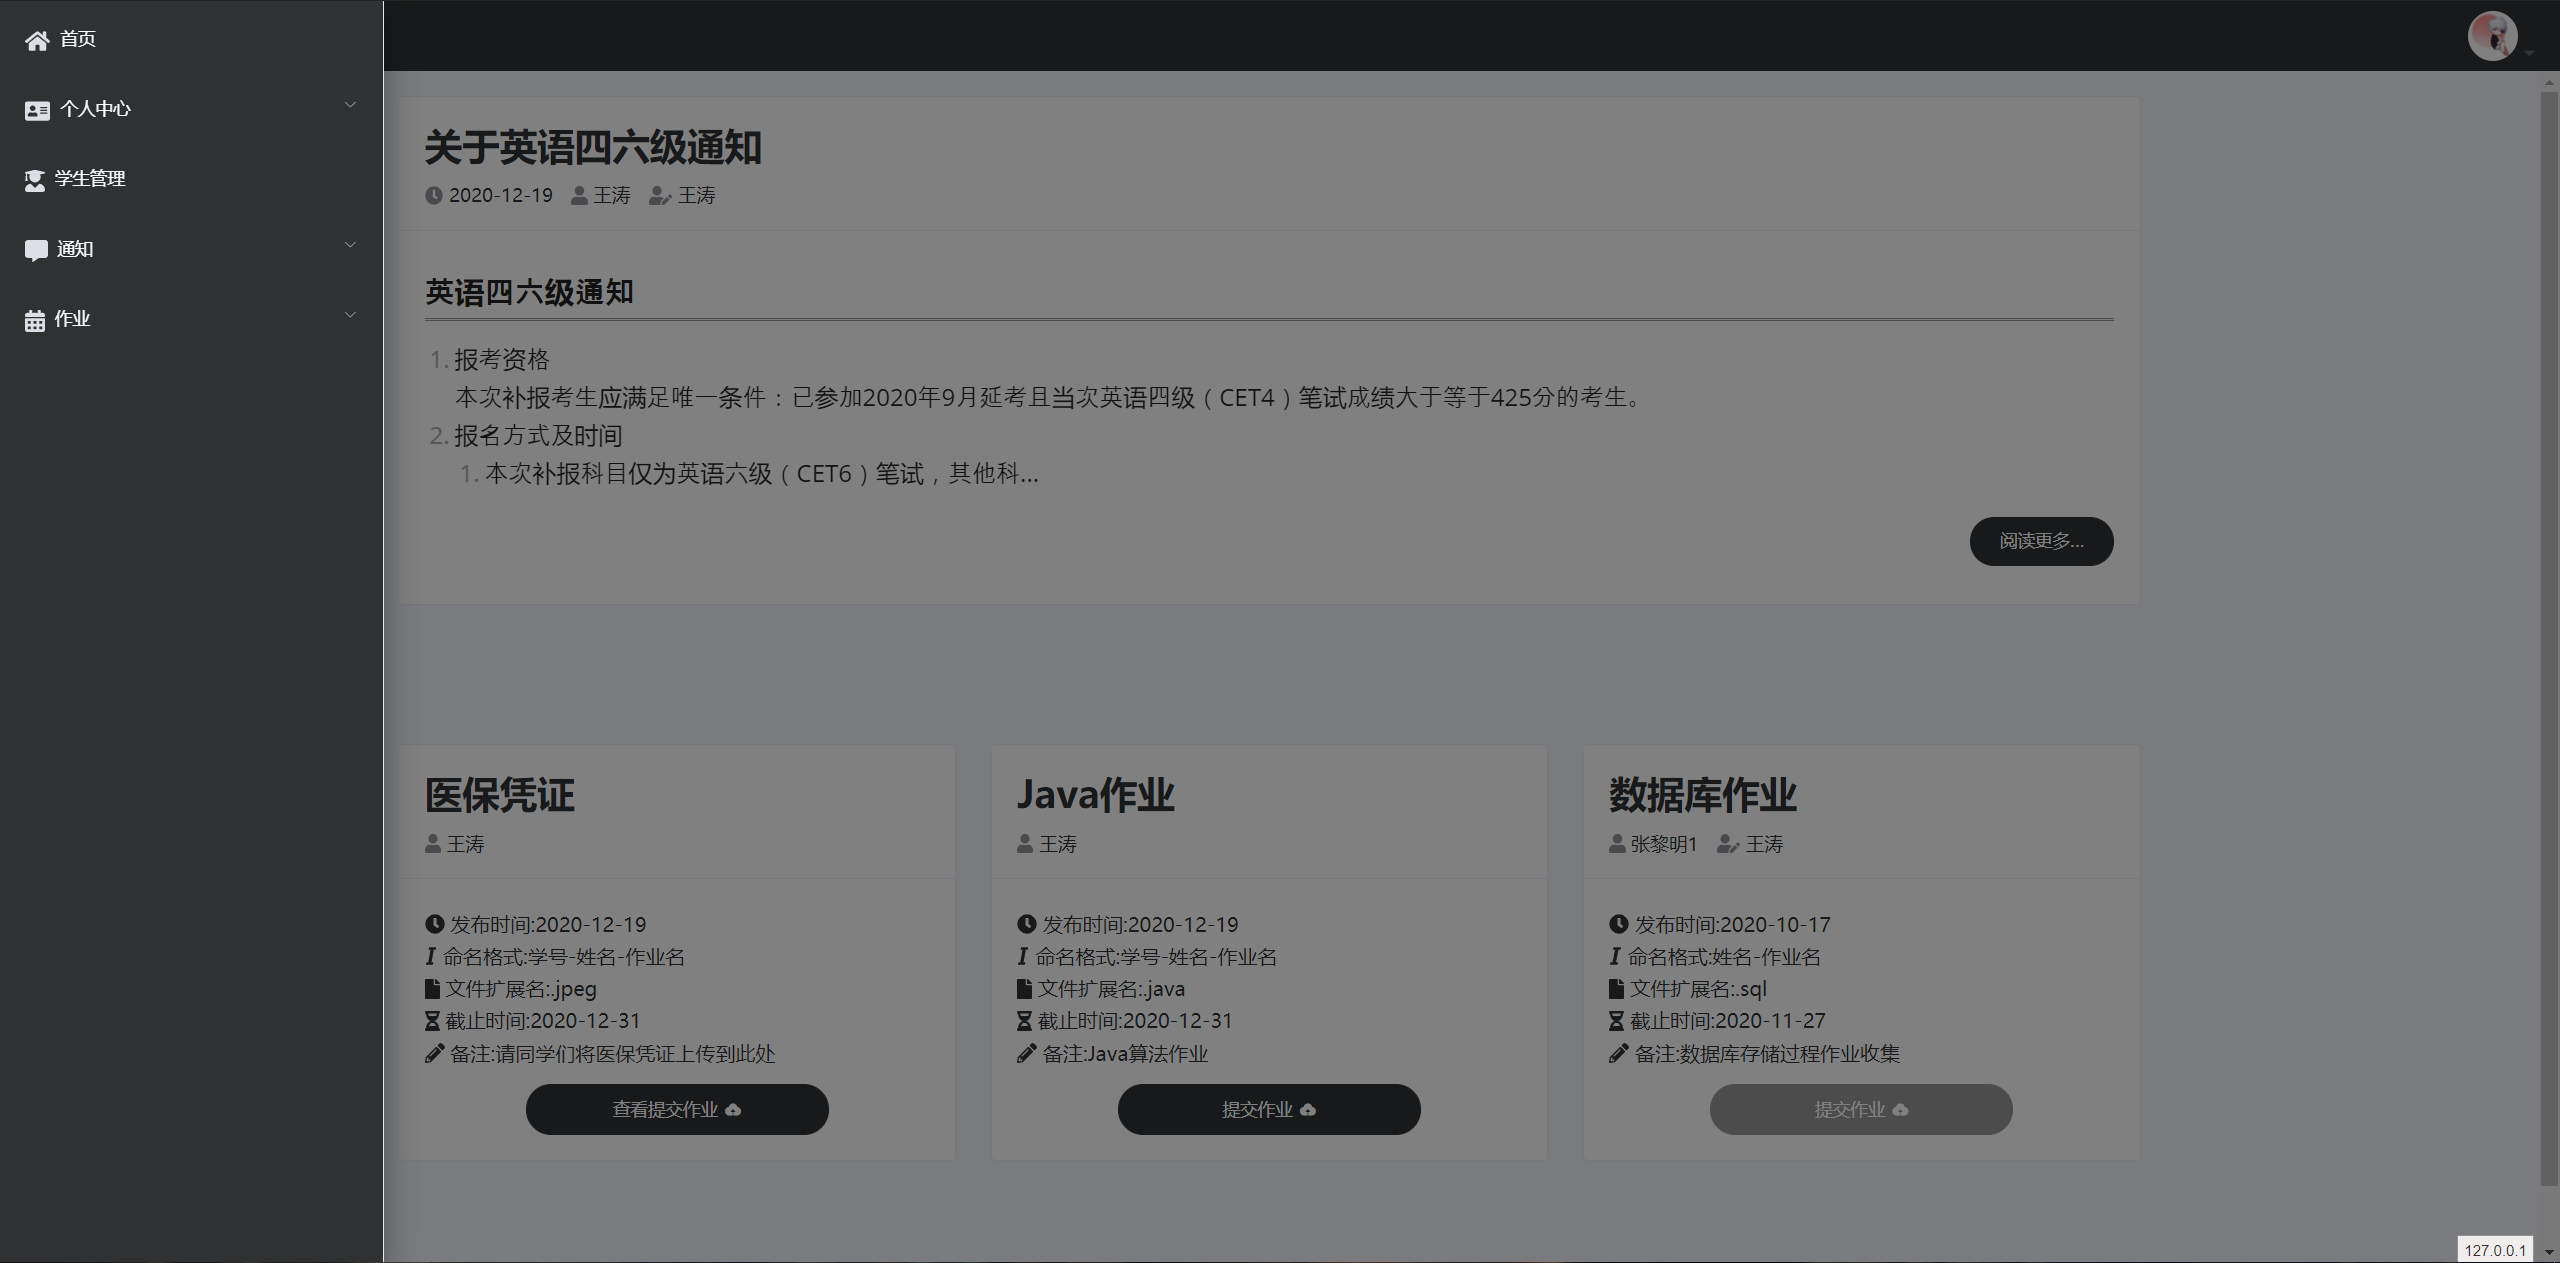 首页
个人中心
学生管理
通知
作业
关于英语四六级通知
2020-12-19 王涛 王涛
英语四六级通知
1. 报考资格
本次补报考生应满足唯一条件：已参加2020年9月延考且当次英语四级（CET4）笔试成绩大于等于425分的考生。
2. 报名方式及时间
1. 本次补报科目仅为英语六级（CET6）笔试，其他科...
阅读更多...
医保凭证
王涛
发布时间:2020-12-19
命名格式:学号-姓名-作业名
文件扩展名:.jpeg
截止时间:2020-12-31
备注:请同学们将医保凭证上传到此处
查看提交作业
Java作业
王涛
发布时间:2020-12-19
命名格式:学号-姓名-作业名
文件扩展名:.java
截止时间:2020-12-31
备注:Java算法作业
提交作业
数据库作业
张黎明1 王涛
发布时间:2020-10-17
命名格式:姓名-作业名
文件扩展名:.sql
截止时间:2020-11-27
备注:数据库存储过程作业收集
提交作业
127.0.0.1